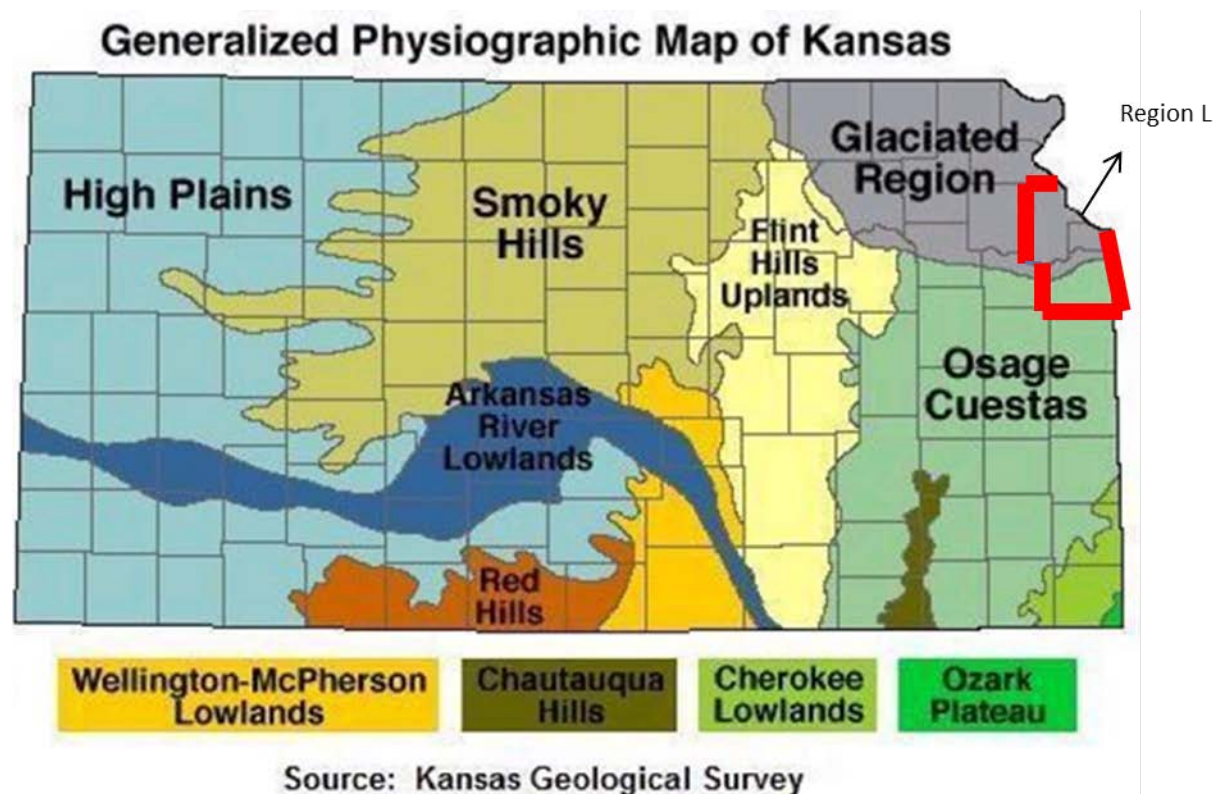 Generalized Physiographic Map of Kansas
Region L
Glaciated
Region
High Plains
Smoky
Hills
Flint
Hills
Uplands
Osage
Cuestas
Arkansas
River
Lowlands
Red
Hills
Wellington-McPherson
Lowlands
Chautauqua
Hills
Cherokee
Lowlands
Ozark
Plateau
Source: Kansas Geological Survey